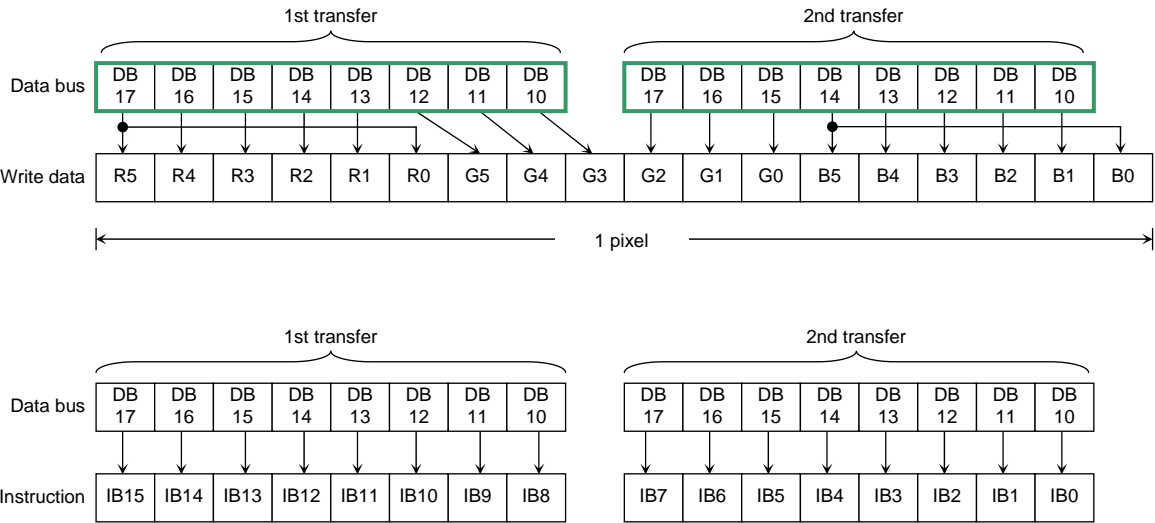 1st transfer 2nd transfer
Data bus DB 17 DB 16 DB 15 DB 14 DB 13 DB 12 DB 11 DB 10 DB 17 DB 16 DB 15 DB 14 DB 13 DB 12 DB 11 DB 10
Write data R5 R4 R3 R2 R1 R0 G5 G4 G3 G2 G1 G0 B5 B4 B3 B2 B1 B0
1 pixel
1st transfer 2nd transfer
Data bus DB 17 DB 16 DB 15 DB 14 DB 13 DB 12 DB 11 DB 10 DB 17 DB 16 DB 15 DB 14 DB 13 DB 12 DB 11 DB 10
Instruction IB15 IB14 IB13 IB12 IB11 IB10 IB9 IB8 IB7 IB6 IB5 IB4 IB3 IB2 IB1 IB0